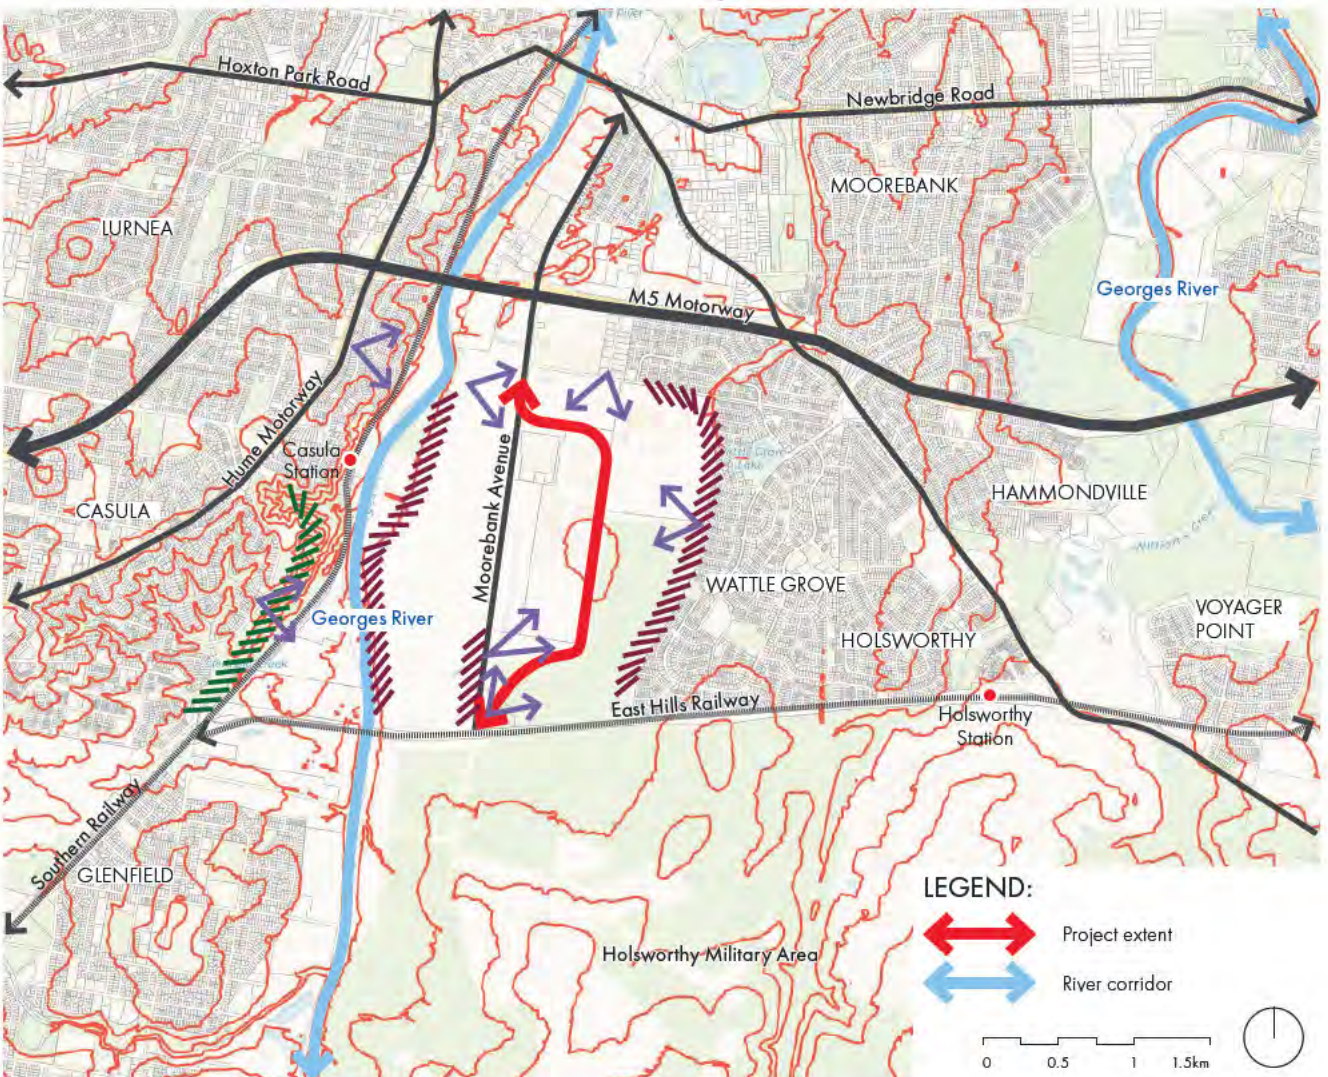 Hoxton Park Road
Newbridge Road
MOOREBANK
LURNEA
Georges River
M5 Motorway
Hume Motorway
Casula
Station
Moorebank Avenue
CASULA
HAMMONDVILLE
WATTLE GROVE
VOYAGER
POINT
Georges River
HOLSWORTHY
East Hills Railway
Holsworthy
Station
Southern Railway
GLENFIELD
LEGEND:
Project extent
Holsworthy Military Area
River corridor
0 0.5 1 1.5km